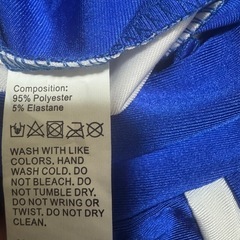 Composition:
95% Polyester
5% Elastane
WASH WITH LIKE
COLORS. HAND
WASH COLD. DO
NOT BLEACH. DO
NOT TUMBLE DRY.
DO NOT WRING OR
TWIST. DO NOT DRY
CLEAN.